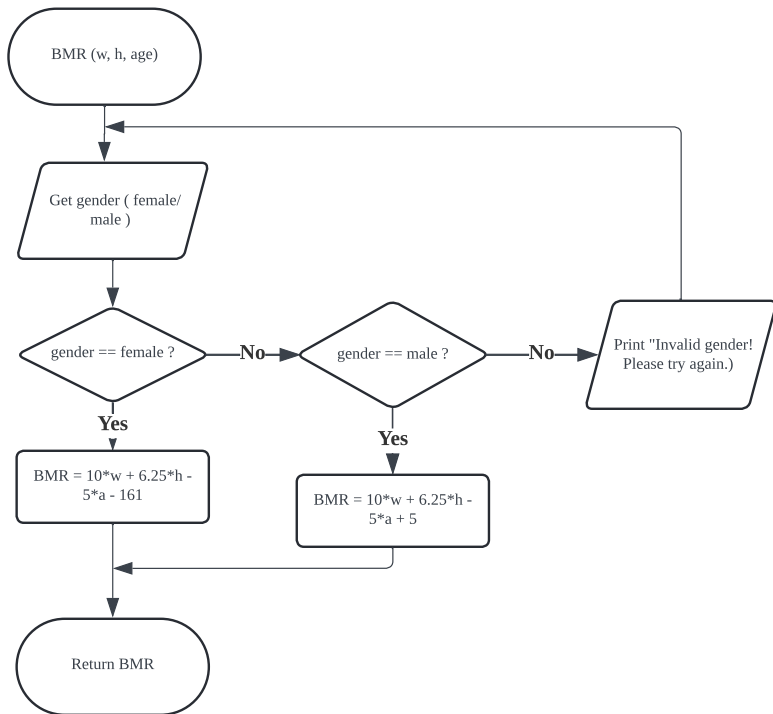 BMR (w, h, age)
Get gender ( female/
male )
gender == female ?
No
gender == male ?
No
Print "Invalid gender!
Please try again.)
Yes
Yes
BMR = 10*w + 6.25*h -
5*a - 161
BMR = 10*w + 6.25*h -
5*a + 5
Return BMR